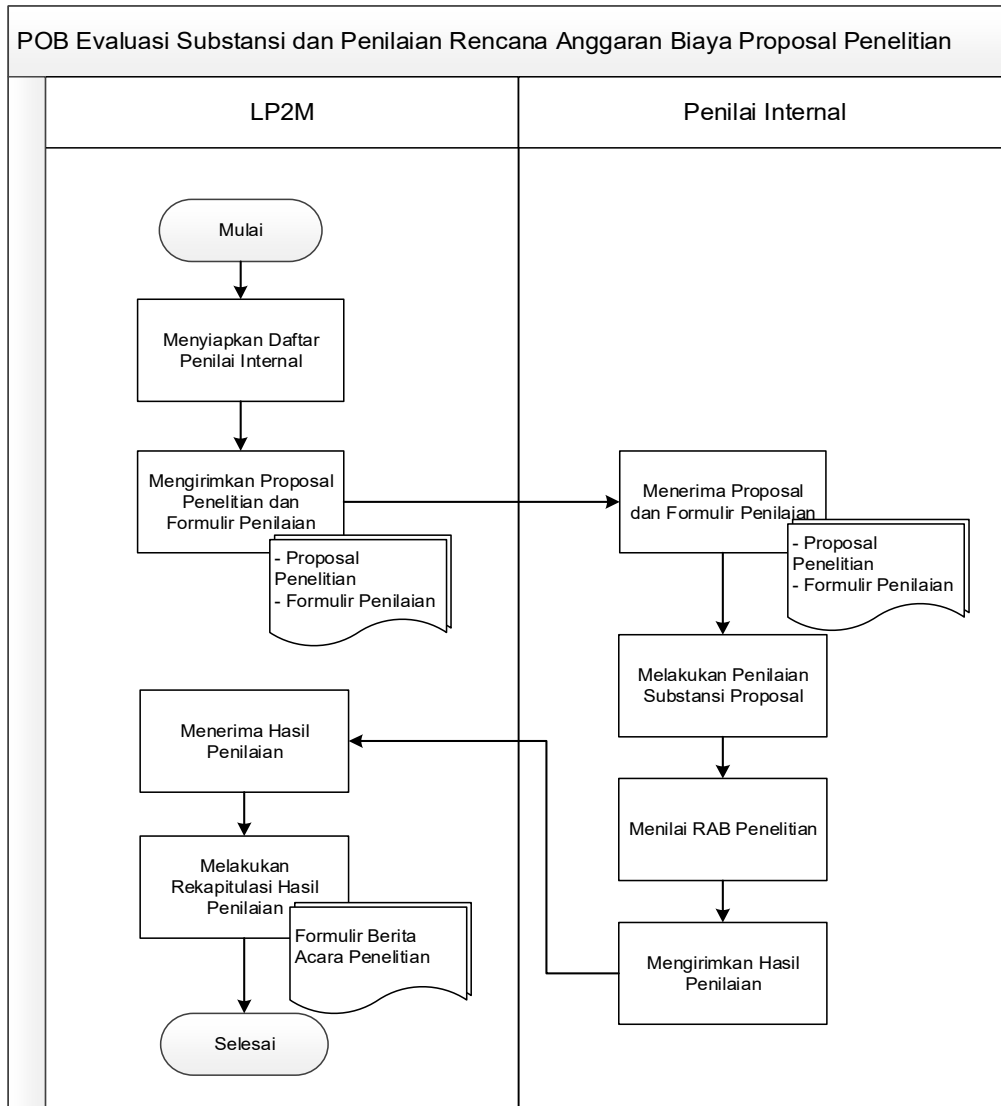 POB Evaluasi Substansi dan Penilaian Rencana Anggaran Biaya Proposal Penelitian
LP2M
Penilai Internal
Mulai
Menyiapkan Daftar
Penilai Internal
Mengirimkan Proposal
Penelitian dan
Formulir Penilaian
- Proposal
Penelitian
- Formulir Penilaian
Menerima Proposal
dan Formulir Penilaian
- Proposal
Penelitian
- Formulir Penilaian
Melakukan Penilaian
Substansi Proposal
Menilai RAB Penelitian
Mengirimkan Hasil
Penilaian
Menerima Hasil
Penilaian
Melakukan
Rekapitulasi Hasil
Penilaian
Formulir Berita
Acara Penelitian
Selesai